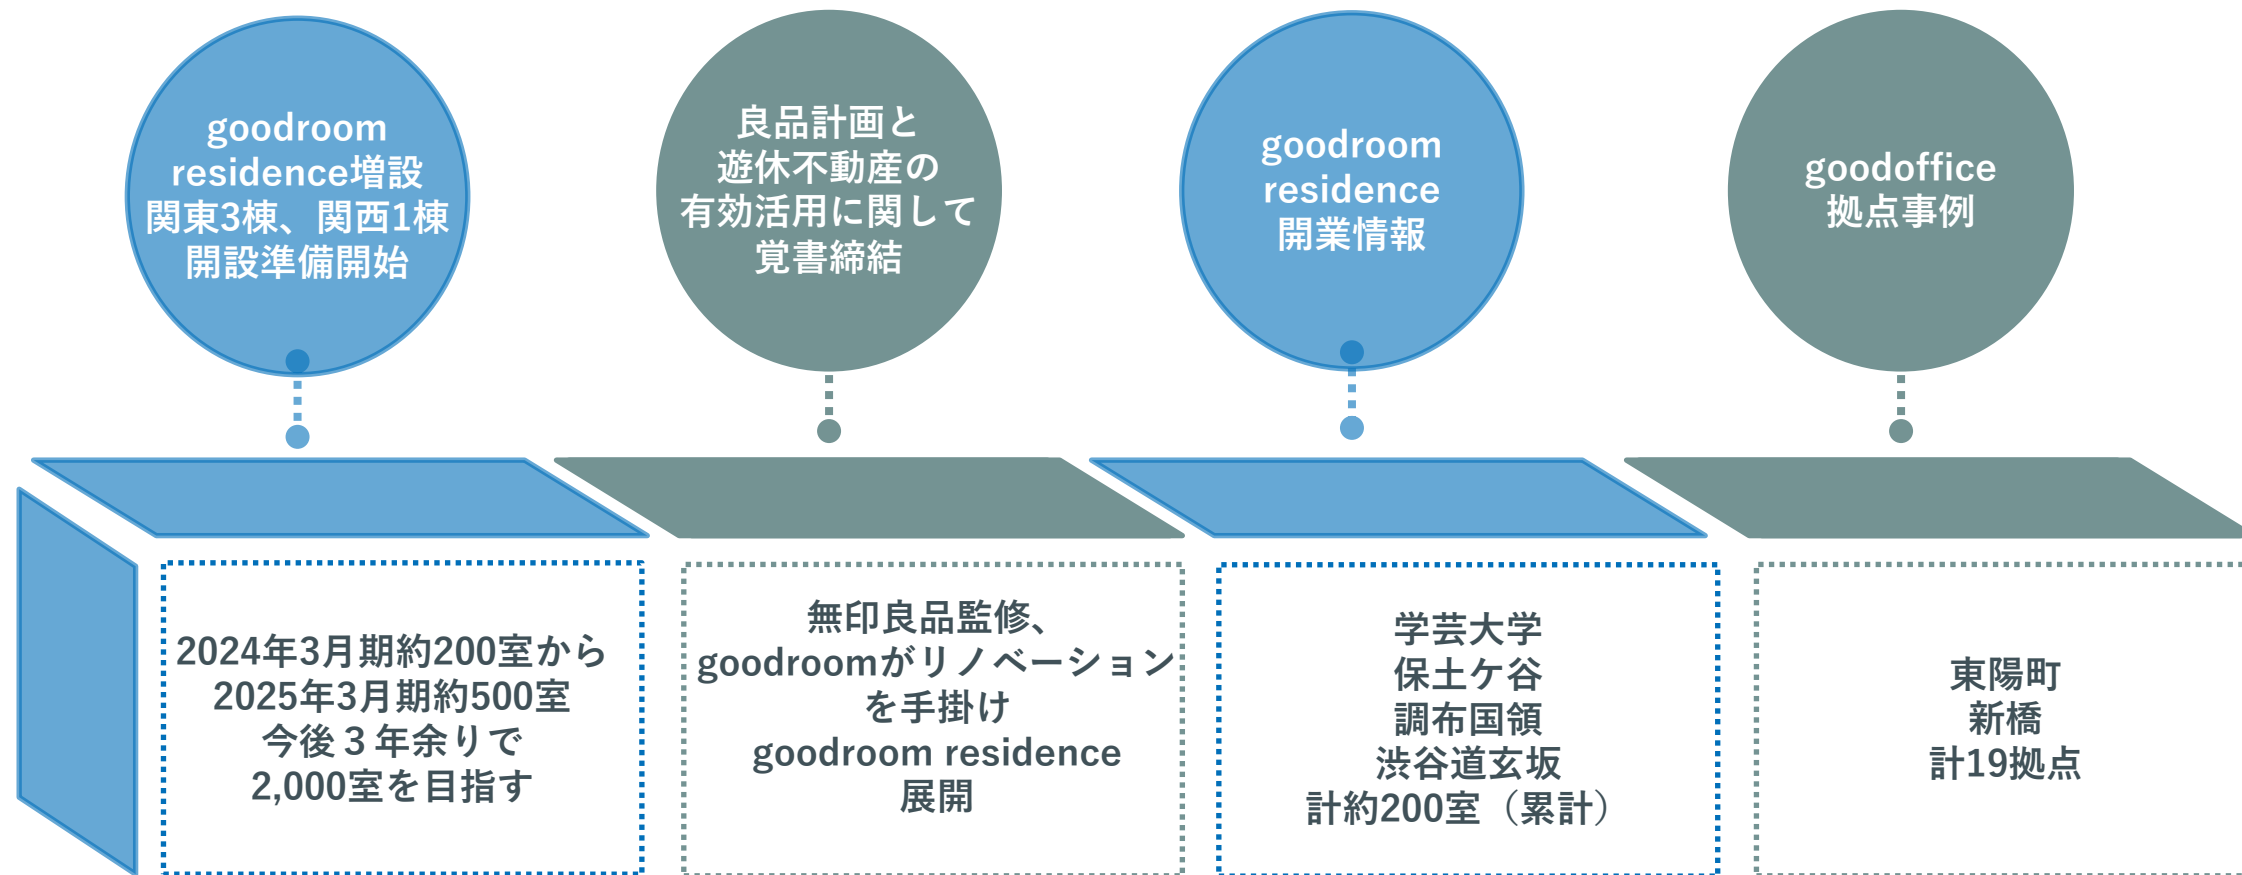 goodroom
residence増設
関東3棟、関西1棟
開設準備開始
良品計画と
遊休不動産の
有効活用に関して
覚書締結
goodroom
residence
開業情報
goodoffice
拠点事例
2024年3月期約200室から
2025年3月期約500室
今後３年余りで
2,000室を目指す
無印良品監修、
goodroomがリノベーション
を手掛け
goodroom residence
展開
学芸大学
保土ケ谷
調布国領
渋谷道玄坂
計約200室（累計）
東陽町
新橋
計19拠点